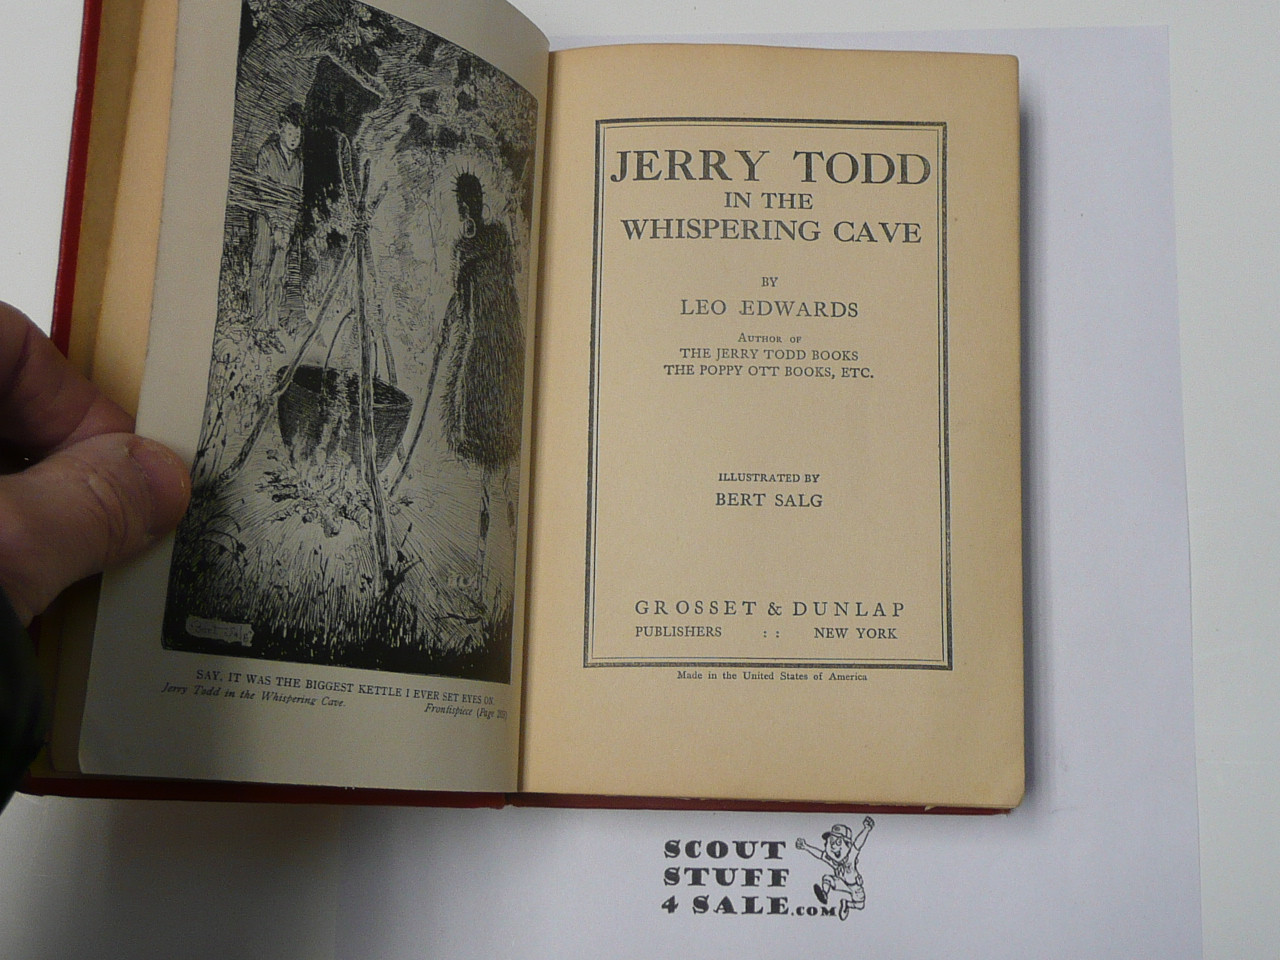 SAY, IT WAS THE BIGGEST KETTLE I EVER SET EYES ON.
Jerry Todd in the Whispering Cave. Frontispiece (Page
JERRY TODD
IN THE
WHISPERING CAVE
BY
LEO EDWARDS
AUTHOR OF
THE JERRY TODD BOOKS
THE POPPY OTT BOOKS, ETC.
ILLUSTRATED BY
BERT SALG
GROSSET & DUNLAP
PUBLISHERS : : NEW YORK
Made in the United States of America
SCOUT
STUFF
4 SALE.COM